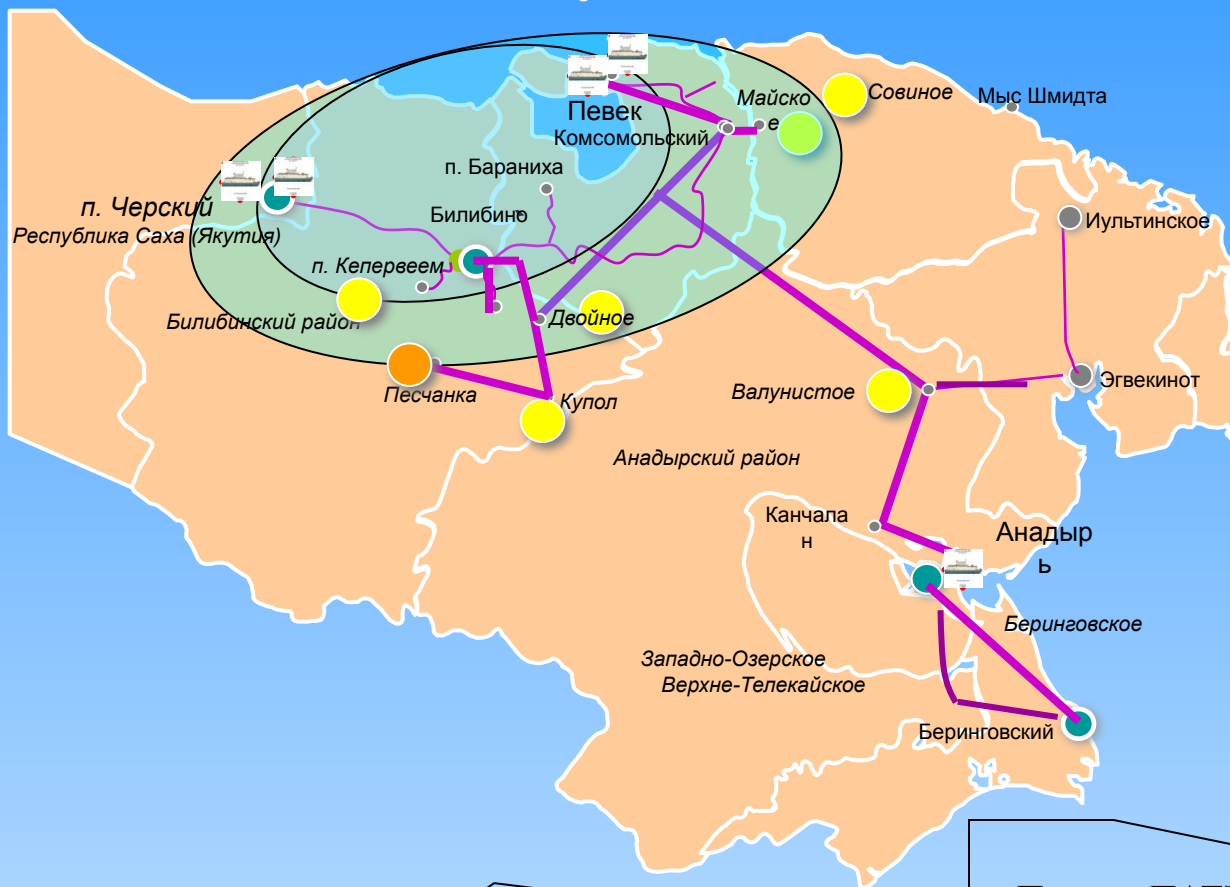 Совиное
Мыс Шмидта
Майско
е
Певек
Комсомольский
п. Бараниха
п. Черский
Республика Саха (Якутия)
Билибино
Иультинское
п. Кепервеем
Билибинский район
Двойное
Песчанка
Купол
Валунистое
Эгвекинот
Анадырский район
Канчала
н
Анадыр
ь
Беринговское
Западно-Озерское
Верхне-Телекайское
Беринговский